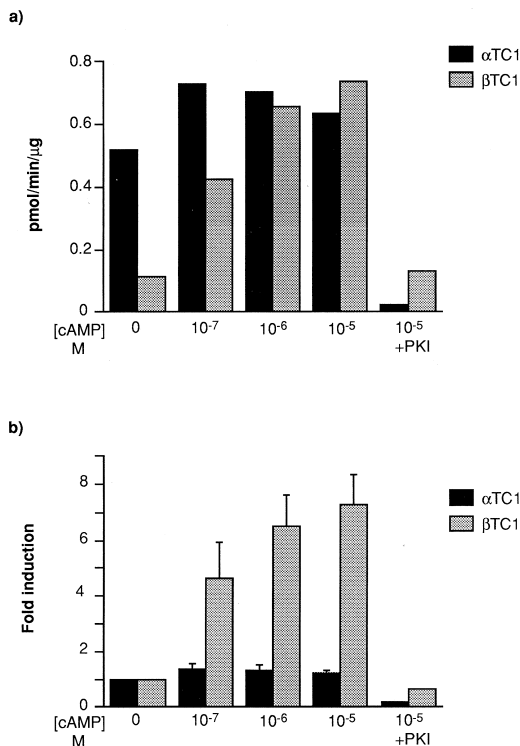 a)
αTC1
βTC1
pmol/min/μg
0.8
0.6
0.4
0.2
0
[cAMP]
M
0
10-7
10-6
10-5
10-5
+PKI
b)
αTC1
βTC1
Fold induction
8
6
4
2
0
[cAMP]
M
0
10-7
10-6
10-5
10-5
+PKI